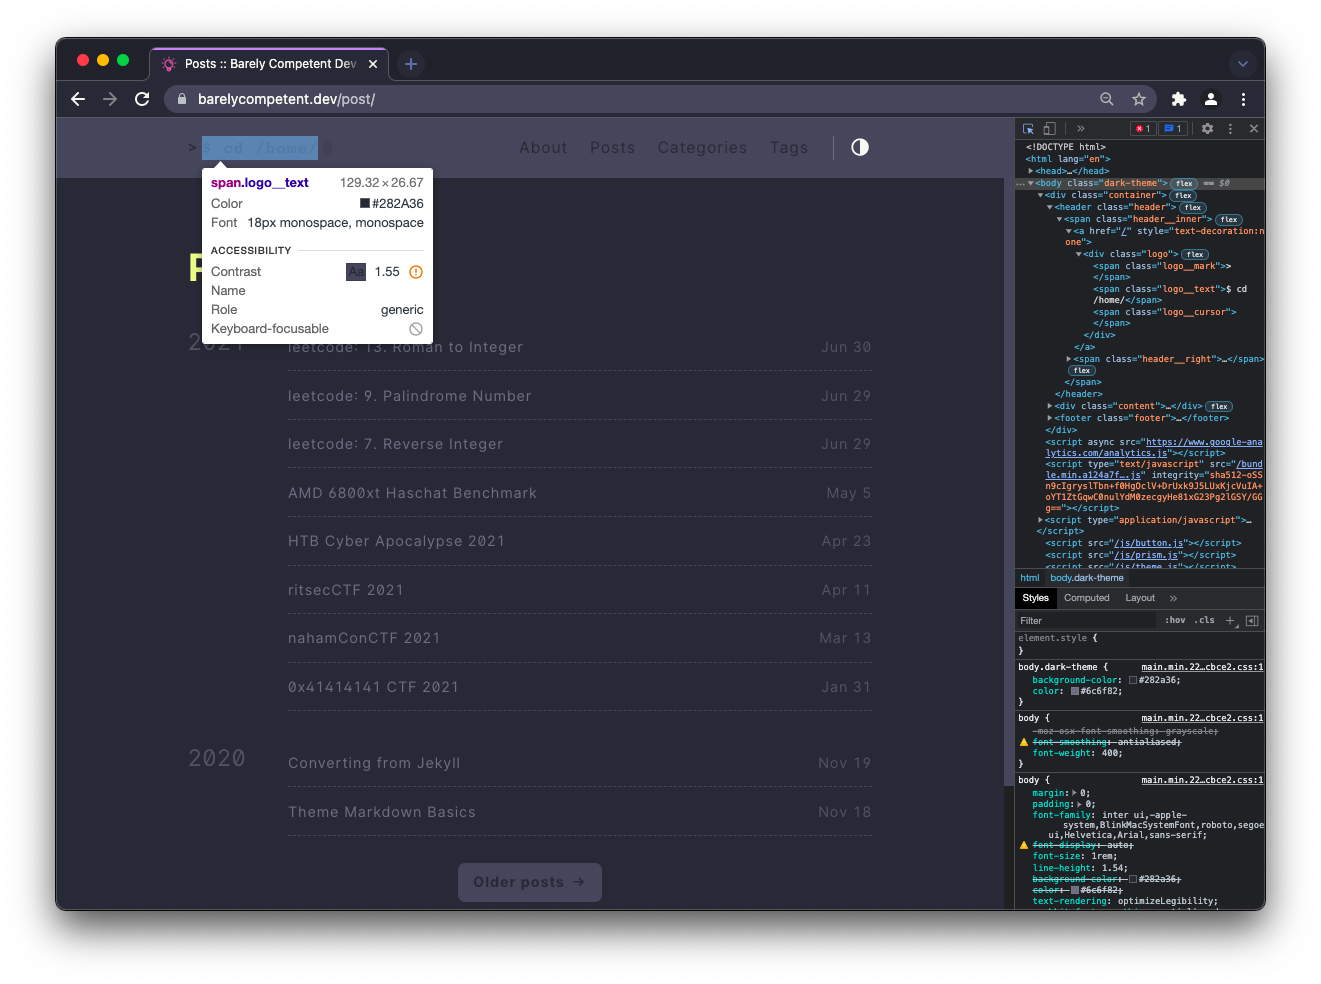 Posts :: Barely Competent Dev
barelycompetent.dev/post/
> $ cd /home/
About Posts Categories Tags
span.logo__text 129.32 × 26.67
Color #282A36
Font 18px monospace, monospace
ACCESSIBILITY
Contrast Aa 1.55
Name
Role generic
Keyboard-focusable
2021
leetcode: 13. Roman to Integer Jun 30
leetcode: 9. Palindrome Number Jun 29
leetcode: 7. Reverse Integer Jun 29
AMD 6800xt Haschat Benchmark May 5
HTB Cyber Apocalypse 2021 Apr 23
ritsecCTF 2021 Apr 11
nahamConCTF 2021 Mar 13
0x41414141 CTF 2021 Jan 31
2020
Converting from Jekyll Nov 19
Theme Markdown Basics Nov 18
Older posts →
» 1 1
<!DOCTYPE html>
<html lang="en">
<head>…</head>
… <body class="dark-theme"> flex == $0
<div class="container"> flex
<header class="header"> flex
<span class="header__inner"> flex
<a href="/" style="text-decoration:n
one">
<div class="logo"> flex
<span class="logo__mark">>
</span>
<span class="logo__text">$ cd
/home/</span>
<span class="logo__cursor">
</span>
</div>
</a>
<span class="header__right">…</span>
flex
</span>
</header>
<div class="content">…</div> flex
<footer class="footer">…</footer>
</div>
<script async src="https://www.google-ana
lytics.com/analytics.js"></script>
<script type="text/javascript" src="/bund
le.min.a124a7f….js" integrity="sha512-oSS
n9cIgryslTbn+f0HgOclV+DrUxk9J5LUxKjcVuIA+
oYT1ZtGqwC0nulYdM0zecgyHe81xG23Pg2lGSY/GG
g=="></script>
<script type="application/javascript">…
</script>
<script src="/js/button.js"></script>
<script src="/js/prism.js"></script>
<script src="/js/theme.js"></script>
html body.dark-theme
Styles Computed Layout »
Filter :hov .cls +
element.style {
}
body.dark-theme { main.min.22…cbce2.css:1
background-color: #282a36;
color: #6c6f82;
}
body { main.min.22…cbce2.css:1
-moz-osx-font-smoothing: grayscale;
font-smoothing: antialiased;
font-weight: 400;
}
body { main.min.22…cbce2.css:1
margin: 0;
padding: 0;
font-family: inter ui,-apple-
system,BlinkMacSystemFont,roboto,segoe
ui,Helvetica,Arial,sans-serif;
font-display: auto;
font-size: 1rem;
line-height: 1.54;
background-color: #282a36;
color: #6c6f82;
text-rendering: optimizeLegibility;